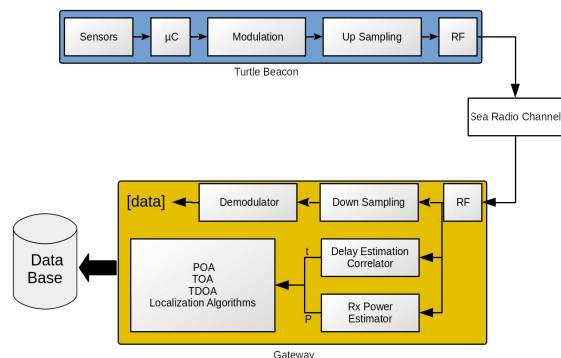 Sensors
µC
Modulation
Up Sampling
RF
Turtle Beacon
Sea Radio Channel
[data]
Demodulator
Down Sampling
RF
Data
Base
POA
TOA
TDOA
Localization Algorithms
t
Delay Estimation
Correlator
P
Rx Power
Estimator
Gateway